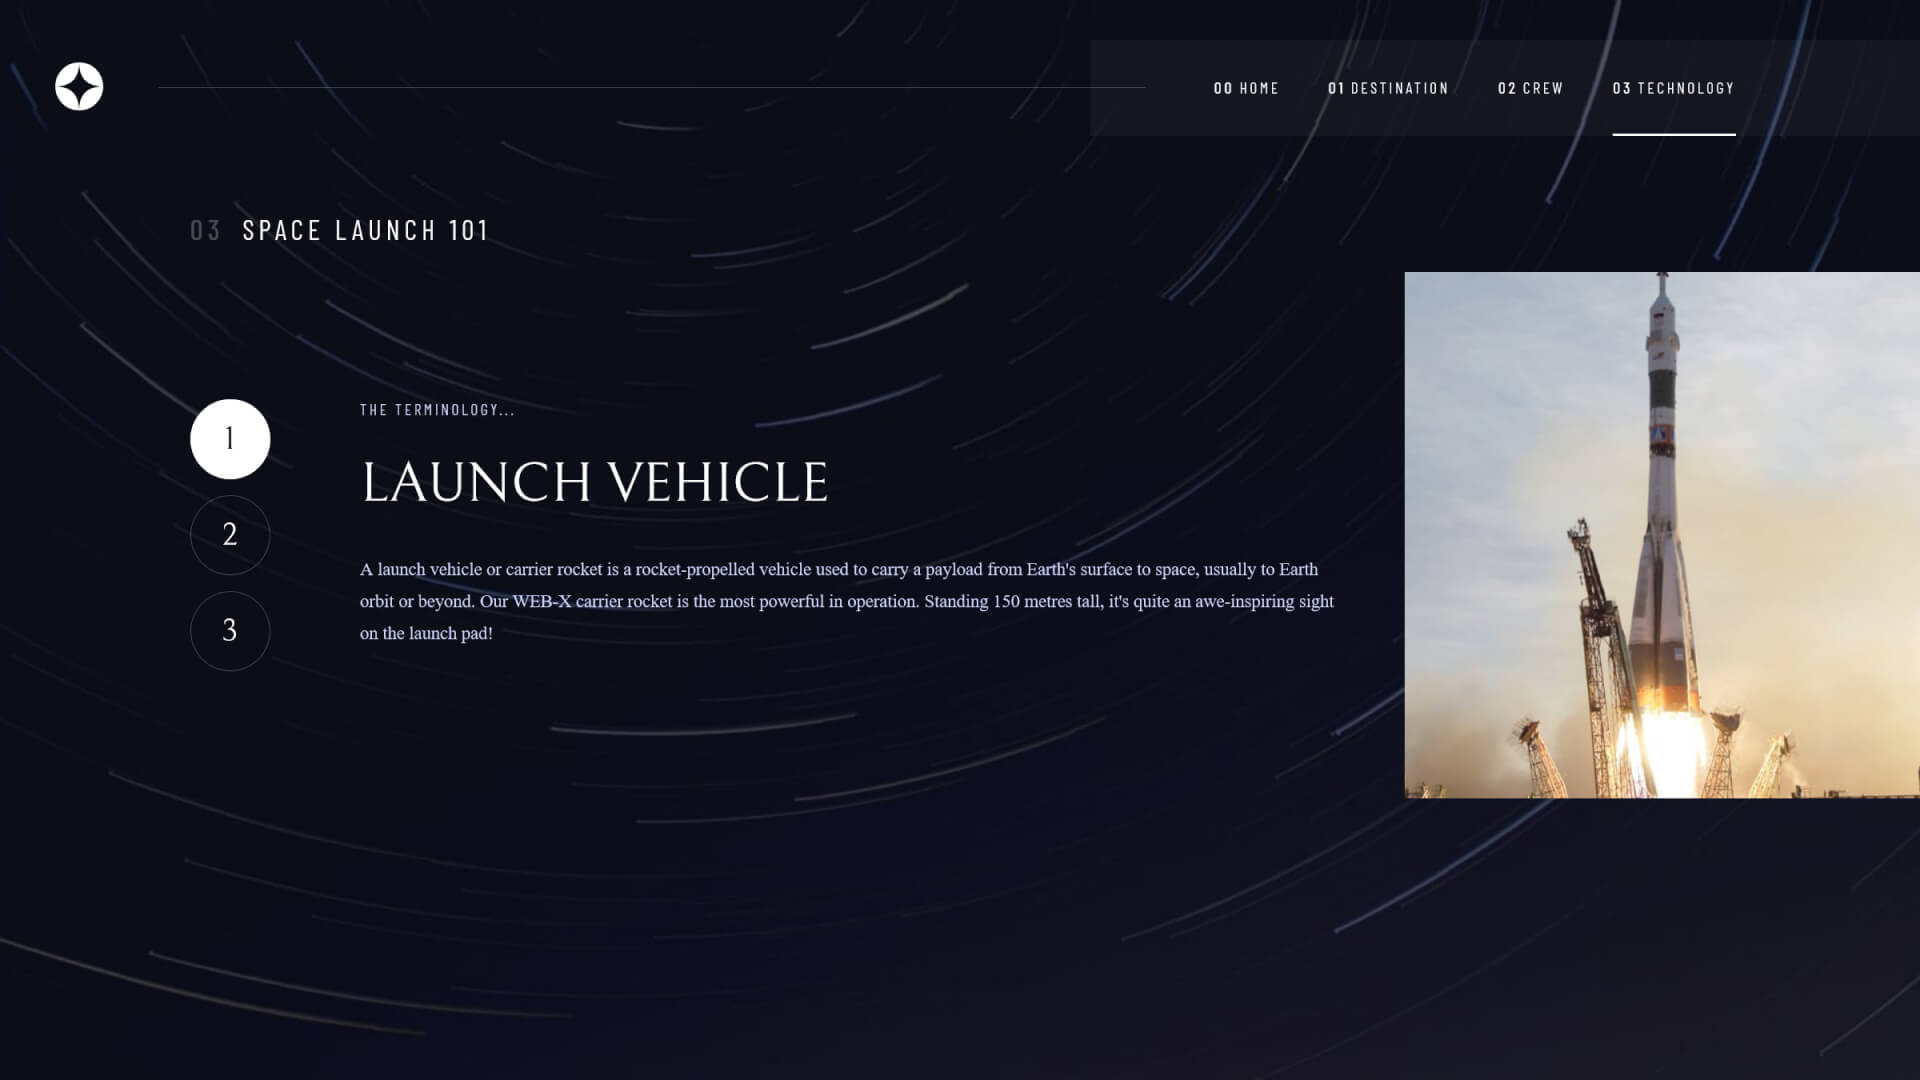 00 HOME 01 DESTINATION 02 CREW 03 TECHNOLOGY
03 SPACE LAUNCH 101
1
2
3
THE TERMINOLOGY...
LAUNCH VEHICLE
A launch vehicle or carrier rocket is a rocket-propelled vehicle used to carry a payload from Earth's surface to space, usually to Earth
orbit or beyond. Our WEB-X carrier rocket is the most powerful in operation. Standing 150 metres tall, it's quite an awe-inspiring sight
on the launch pad!